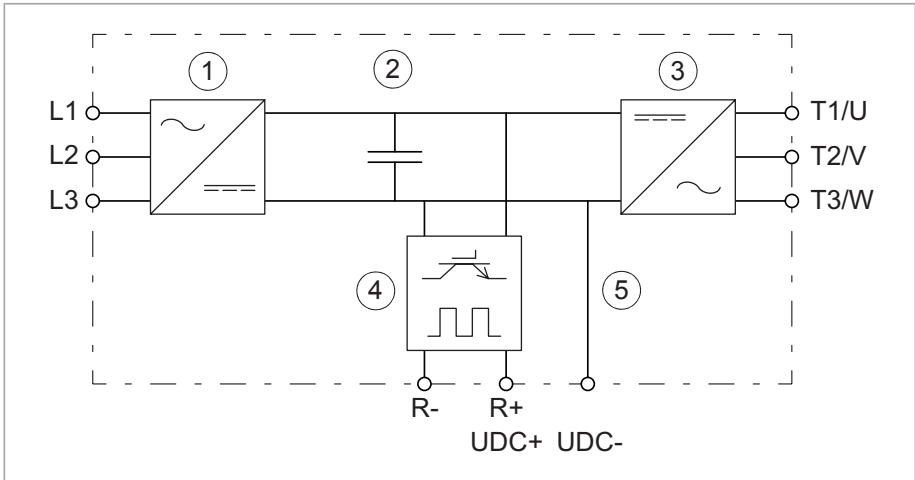 1 2 3
L1 T1/U
L2 T2/V
L3 T3/W
4 5
R- R+
UDC+ UDC-